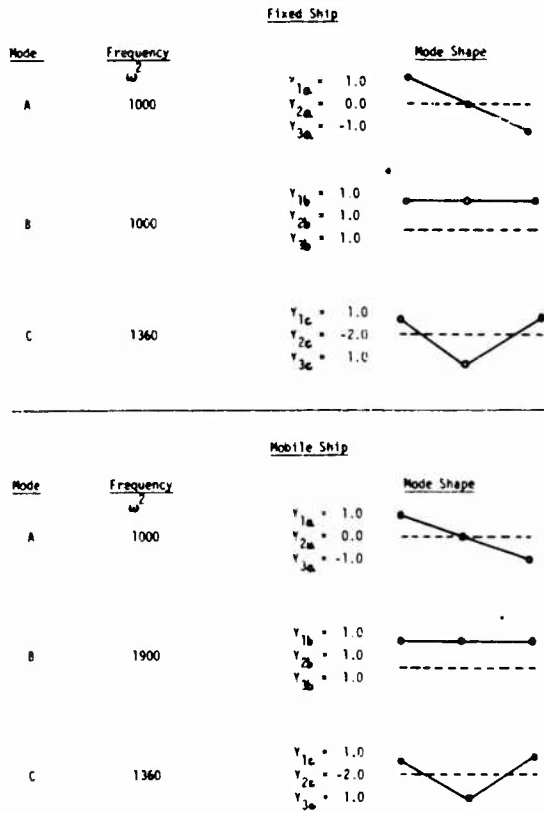 Fixed Ship
Mode Frequency Mode Shape
ω²
Y1a = 1.0
A 1000 Y2a = 0.0
Y3a = -1.0
Y1b = 1.0
B 1000 Y2b = 1.0
Y3b = 1.0
Y1c = 1.0
C 1360 Y2c = -2.0
Y3c = 1.0
Mobile Ship
Mode Frequency Mode Shape
ω²
Y1a = 1.0
A 1000 Y2a = 0.0
Y3a = -1.0
Y1b = 1.0
B 1900 Y2b = 1.0
Y3b = 1.0
Y1c = 1.0
C 1360 Y2c = -2.0
Y3c = 1.0